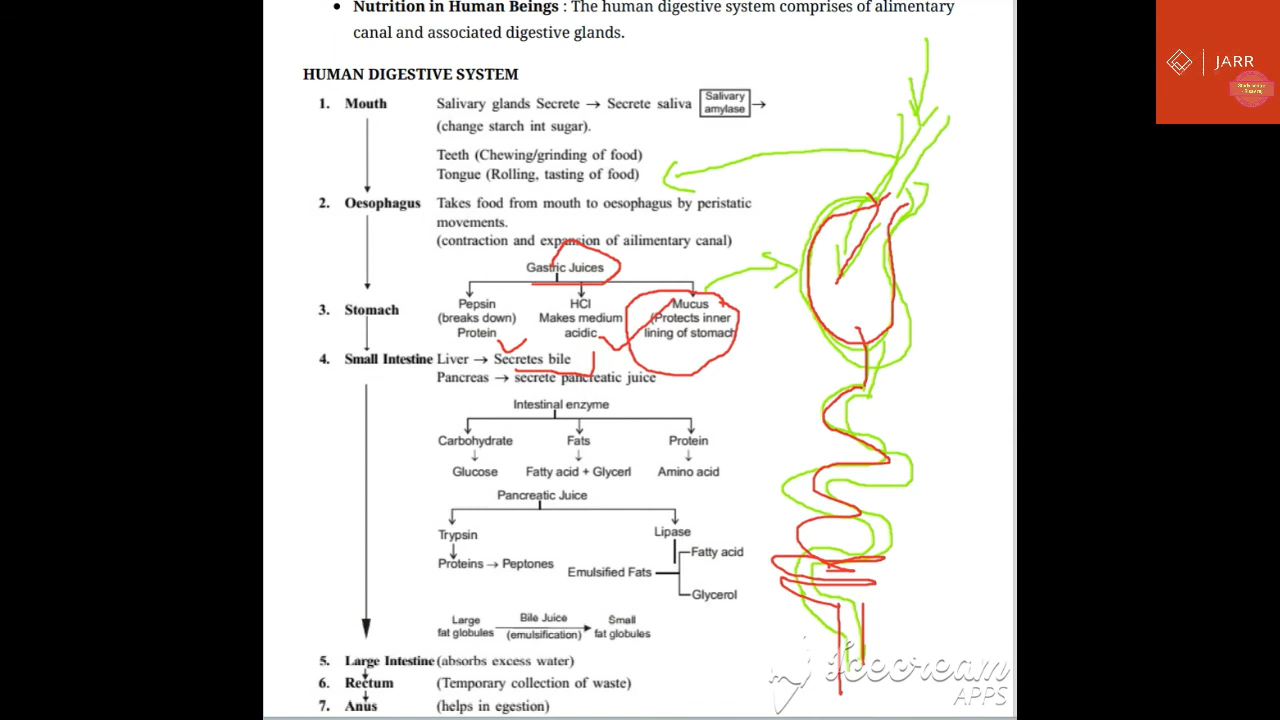 • Nutrition in Human Beings : The human digestive system comprises of alimentary
canal and associated digestive glands.
JARR
HUMAN DIGESTIVE SYSTEM
1. Mouth Salivary glands Secrete → Secrete saliva Salivary amylase →
(change starch int sugar).
Teeth (Chewing/grinding of food)
Tongue (Rolling, tasting of food)
2. Oesophagus Takes food from mouth to oesophagus by peristatic
movements.
(contraction and expansion of ailimentary canal)
Gastric Juices
3. Stomach
Pepsin
(breaks down)
Protein
HCl
Makes medium
acidic
Mucus
(Protects inner
lining of stomach
4. Small Intestine Liver → Secretes bile
Pancreas → secrete pancreatic juice
Intestinal enzyme
Carbohydrate Fats Protein
Glucose Fatty acid + Glycerl Amino acid
Pancreatic Juice
Trypsin Lipase
Proteins → Peptones
Emulsified Fats
Fatty acid
Glycerol
Large
fat globules
Bile Juice
(emulsification)
Small
fat globules
5. Large Intestine (absorbs excess water)
6. Rectum (Temporary collection of waste)
7. Anus (helps in egestion)
Icecream
APPS